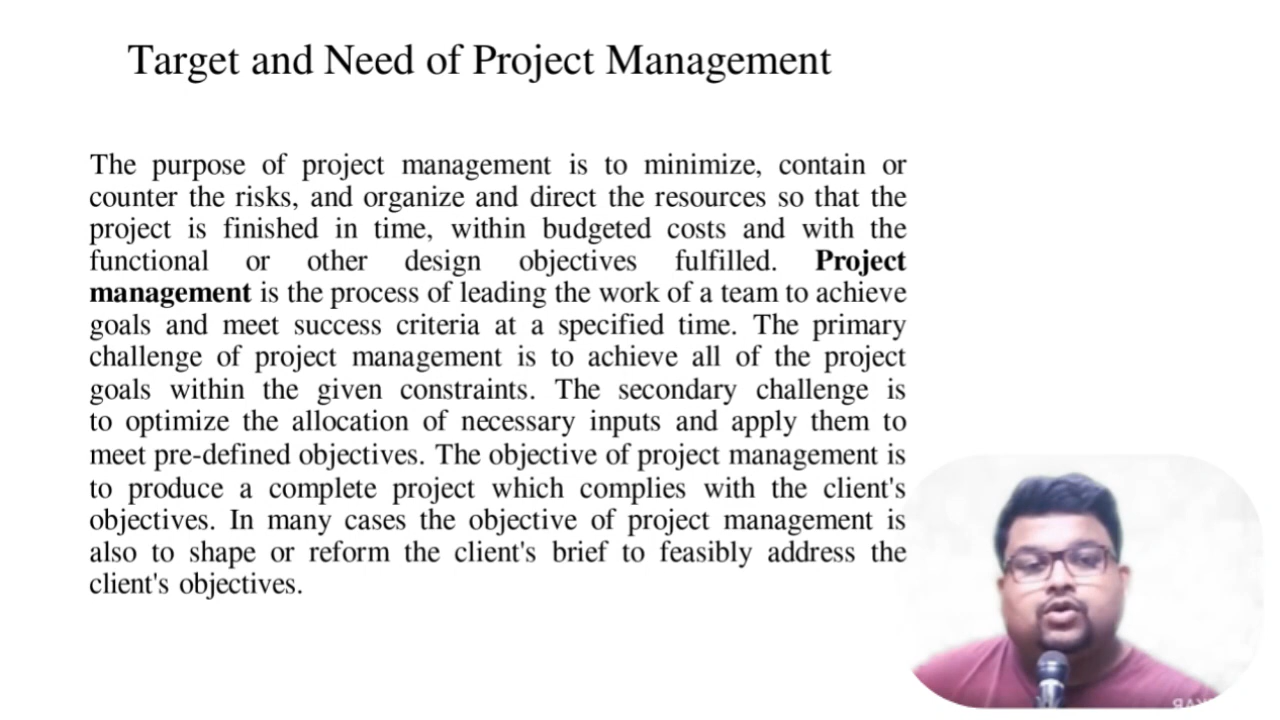 Target and Need of Project Management
The purpose of project management is to minimize, contain or
counter the risks, and organize and direct the resources so that the
project is finished in time, within budgeted costs and with the
functional or other design objectives fulfilled. Project
management is the process of leading the work of a team to achieve
goals and meet success criteria at a specified time. The primary
challenge of project management is to achieve all of the project
goals within the given constraints. The secondary challenge is
to optimize the allocation of necessary inputs and apply them to
meet pre-defined objectives. The objective of project management is
to produce a complete project which complies with the client's
objectives. In many cases the objective of project management is
also to shape or reform the client's brief to feasibly address the
client's objectives.